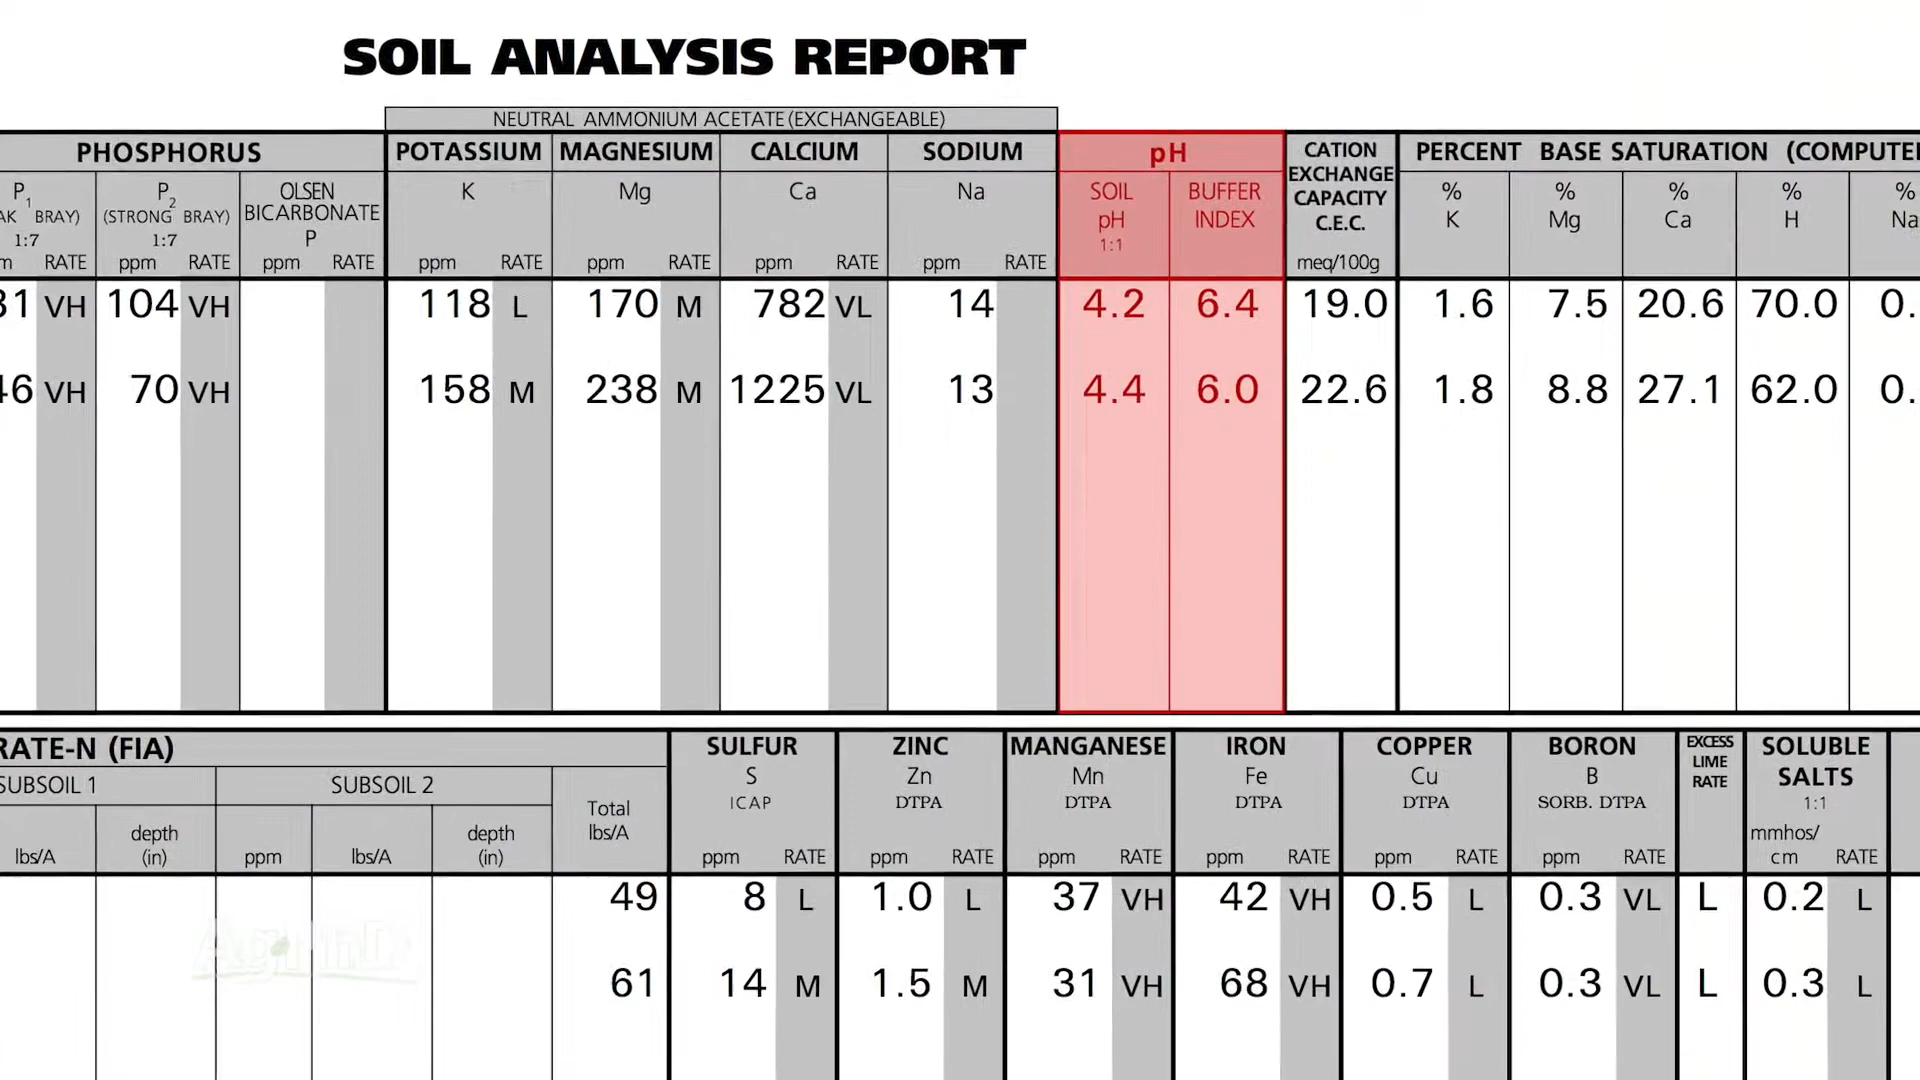 SOIL ANALYSIS REPORT
NEUTRAL AMMONIUM ACETATE (EXCHANGEABLE)
PHOSPHORUS POTASSIUM MAGNESIUM CALCIUM SODIUM pH CATION EXCHANGE CAPACITY C.E.C. PERCENT BASE SATURATION
P1 BRAY) 1:7 P2 (STRONG BRAY) 1:7 OLSEN BICARBONATE P K Mg Ca Na SOIL pH 1:1 BUFFER INDEX % K % Mg % Ca % H % Na
RATE ppm RATE ppm RATE ppm RATE ppm RATE ppm RATE ppm RATE meq/100g
VH 104 VH 118 L 170 M 782 VL 14 4.2 6.4 19.0 1.6 7.5 20.6 70.0 0.
VH 70 VH 158 M 238 M 1225 VL 13 4.4 6.0 22.6 1.8 8.8 27.1 62.0 0.
RATE-N (FIA) SULFUR ZINC MANGANESE IRON COPPER BORON EXCESS LIME RATE SOLUBLE SALTS
SUBSOIL 1 SUBSOIL 2 Total lbs/A S ICAP Zn DTPA Mn DTPA Fe DTPA Cu DTPA B SORB. DTPA 1:1
lbs/A depth (in) ppm lbs/A depth (in) ppm RATE ppm RATE ppm RATE ppm RATE ppm RATE ppm RATE mmhos/cm RATE
49 8 L 1.0 L 37 VH 42 VH 0.5 L 0.3 VL L 0.2 L
61 14 M 1.5 M 31 VH 68 VH 0.7 L 0.3 VL L 0.3 L